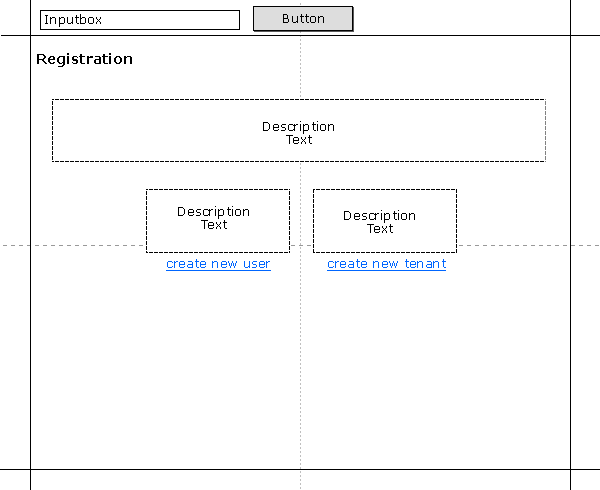 Inputbox
Button
Registration
Description
Text
Description
Text
Description
Text
create new user
create new tenant